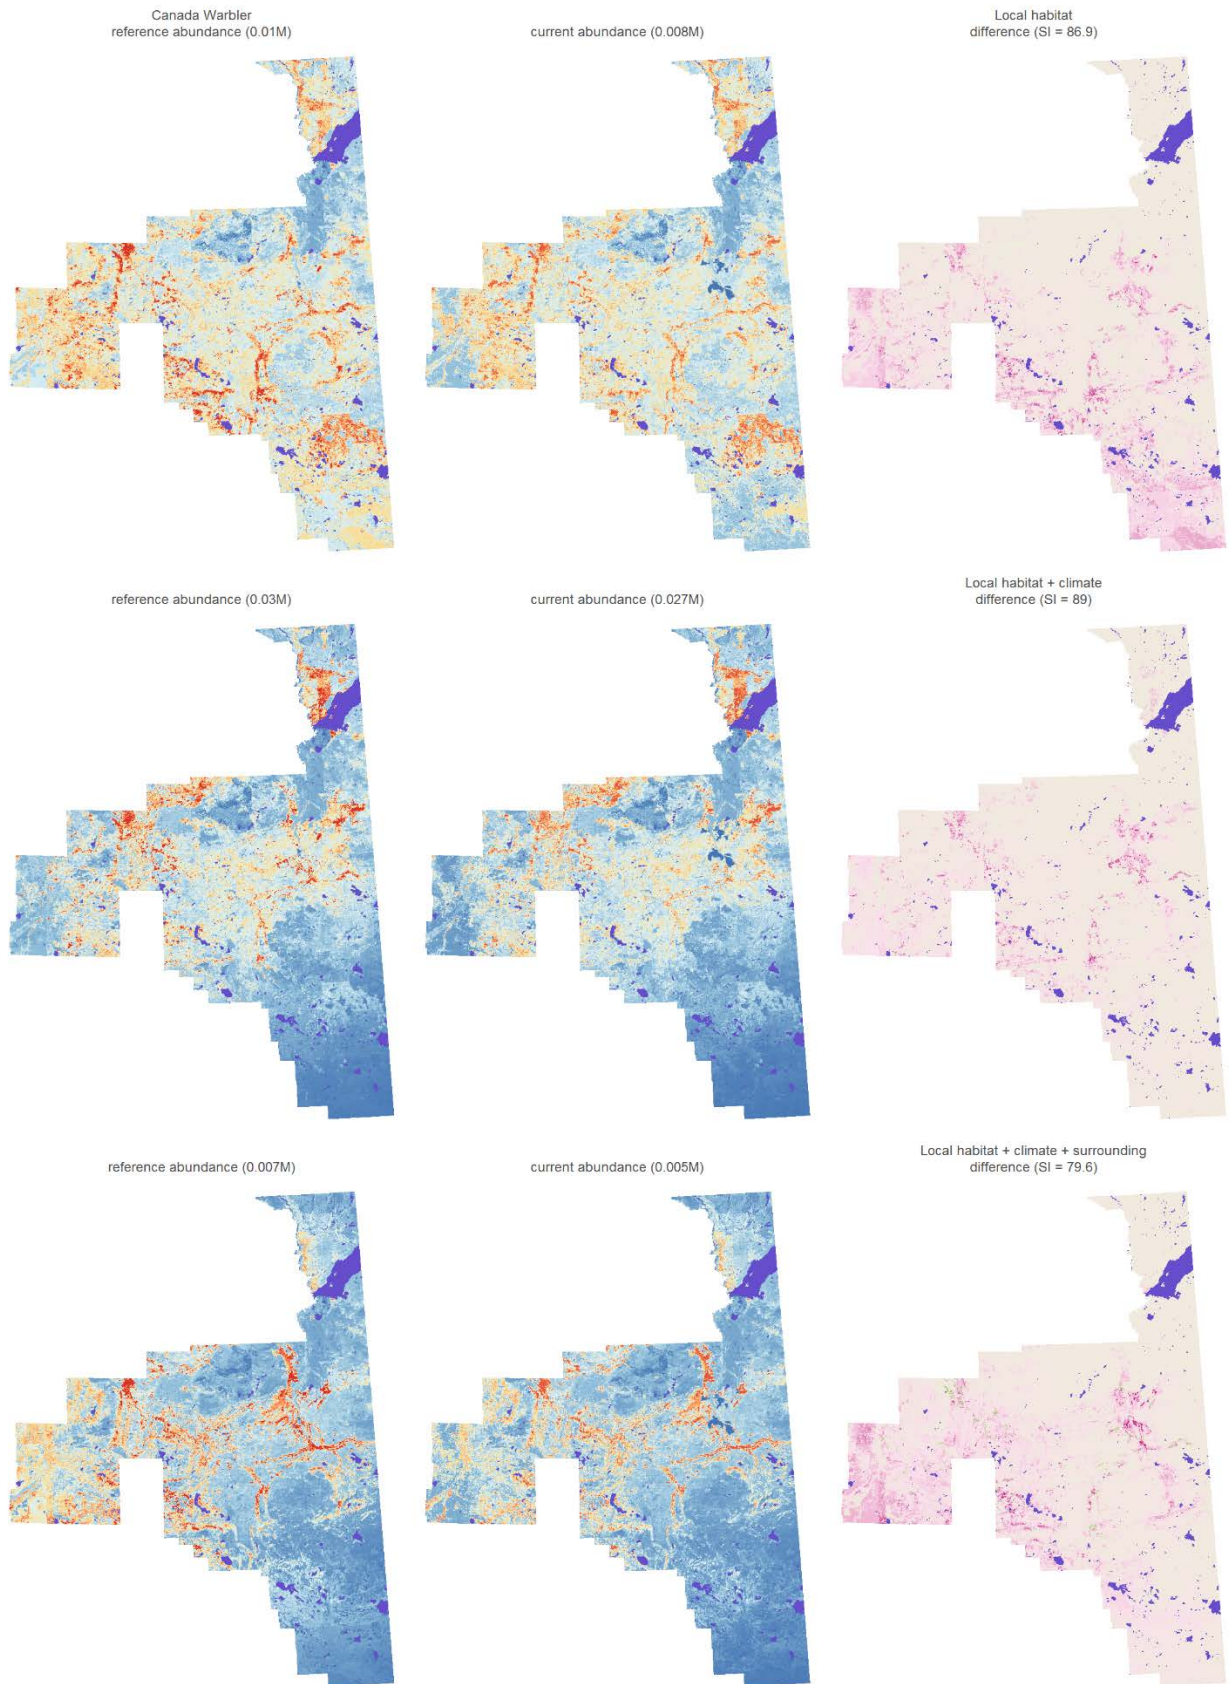 Canada Warbler
reference abundance (0.01M)
current abundance (0.008M)
Local habitat
difference (SI = 86.9)
reference abundance (0.03M)
current abundance (0.027M)
Local habitat + climate
difference (SI = 89)
reference abundance (0.007M)
current abundance (0.005M)
Local habitat + climate + surrounding
difference (SI = 79.6)